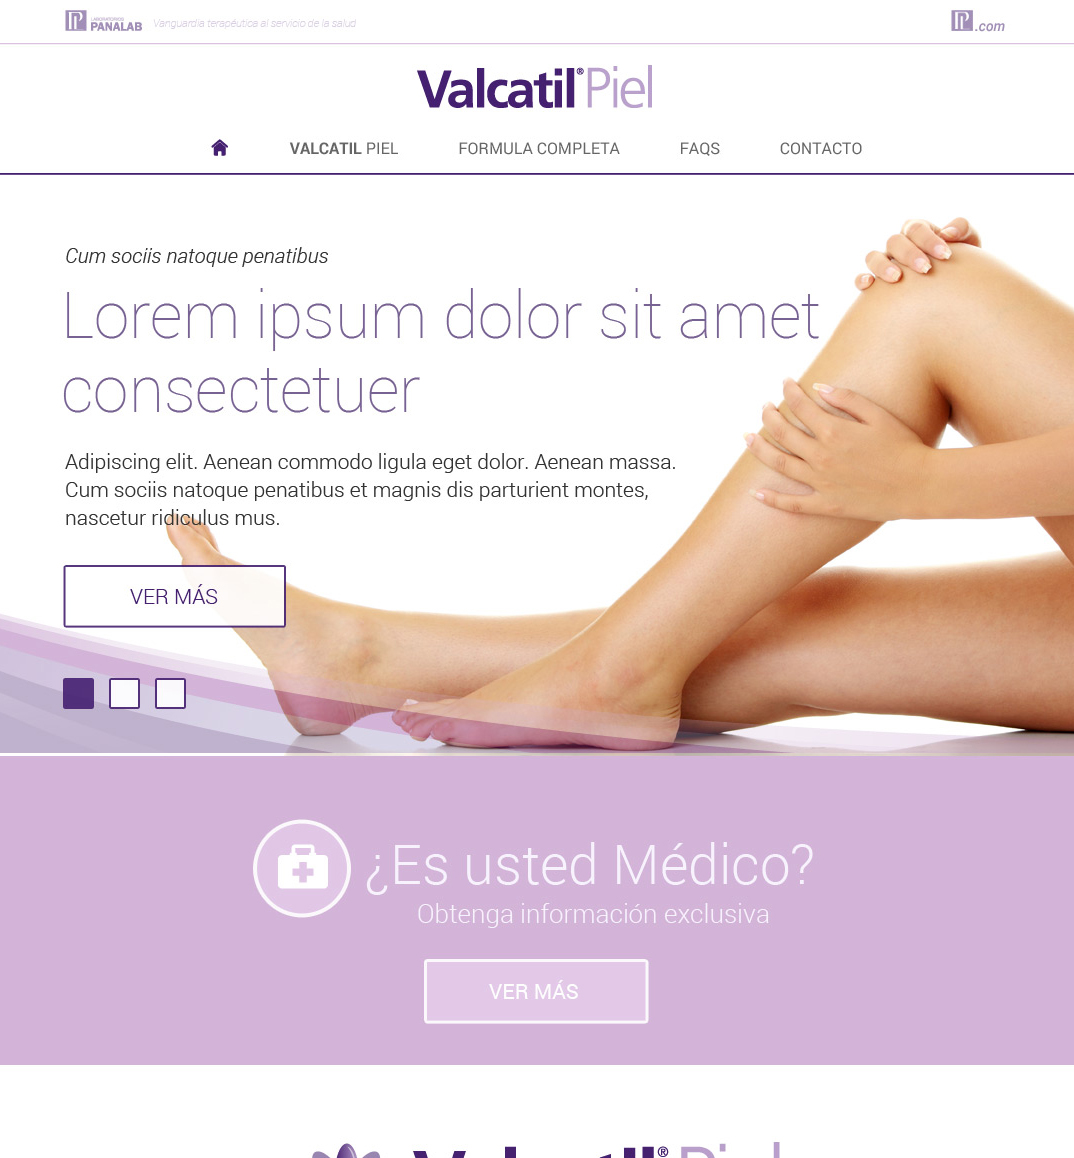 LABORATORIOS
PANALAB
Vanguardia terapéutica al servicio de la salud
.com
Valcatil® Piel
VALCATIL PIEL
FORMULA COMPLETA
FAQS
CONTACTO
Cum sociis natoque penatibus
Lorem ipsum dolor sit amet
consectetuer
Adipiscing elit. Aenean commodo ligula eget dolor. Aenean massa.
Cum sociis natoque penatibus et magnis dis parturient montes,
nascetur ridiculus mus.
VER MÁS
¿Es usted Médico?
Obtenga información exclusiva
VER MÁS
Valcatil® Piel